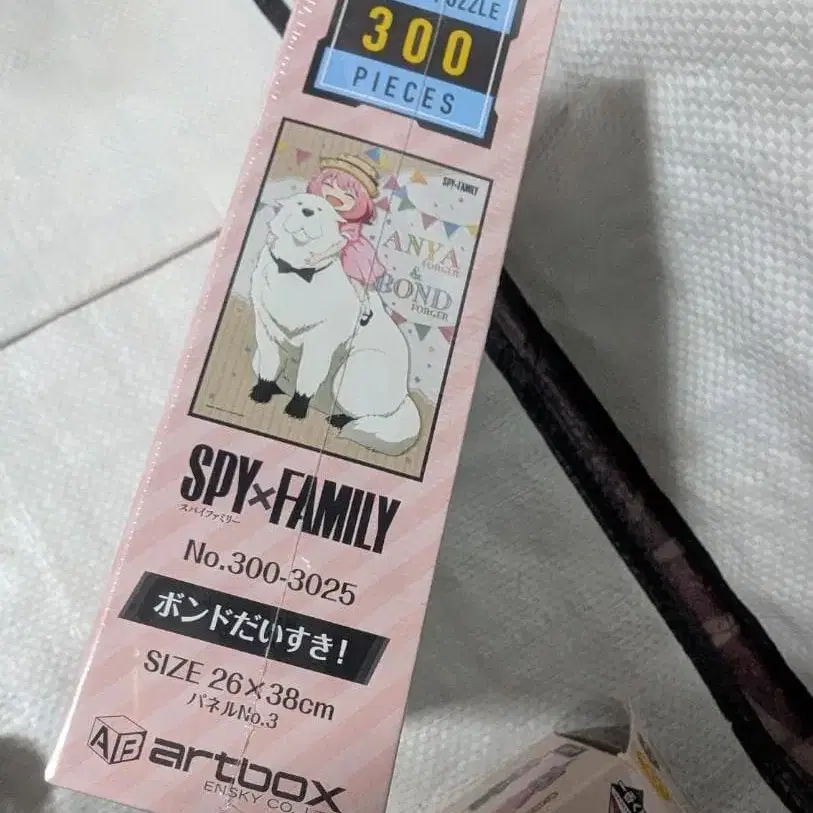 PUZZLE
300
PIECES
SPY×FAMILY
ANYA
FORGER
&
BOND
FORGER
SPY×FAMILY
スパイファミリー
No.300-3025
ボンドだいすき!
SIZE 26×38cm
パネルNo.3
AB artbox
ENSKY CO.